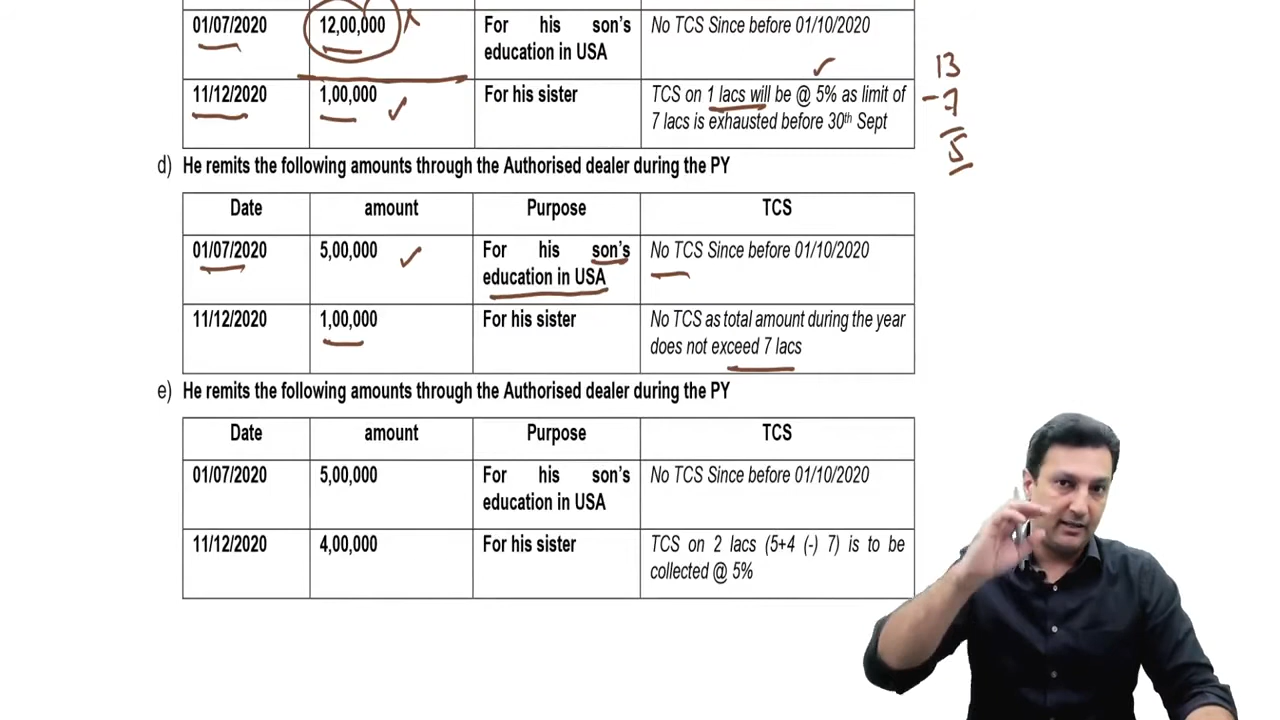 01/07/2020 12,00,000 For his son's No TCS Since before 01/10/2020
education in USA
11/12/2020 1,00,000 For his sister TCS on 1 lacs will be @ 5% as limit of
7 lacs is exhausted before 30th Sept
13
-7
5
d) He remits the following amounts through the Authorised dealer during the PY
Date amount Purpose TCS
01/07/2020 5,00,000 For his son's No TCS Since before 01/10/2020
education in USA
11/12/2020 1,00,000 For his sister No TCS as total amount during the year
does not exceed 7 lacs
e) He remits the following amounts through the Authorised dealer during the PY
Date amount Purpose TCS
01/07/2020 5,00,000 For his son's No TCS Since before 01/10/2020
education in USA
11/12/2020 4,00,000 For his sister TCS on 2 lacs (5+4 (-) 7) is to be
collected @ 5%